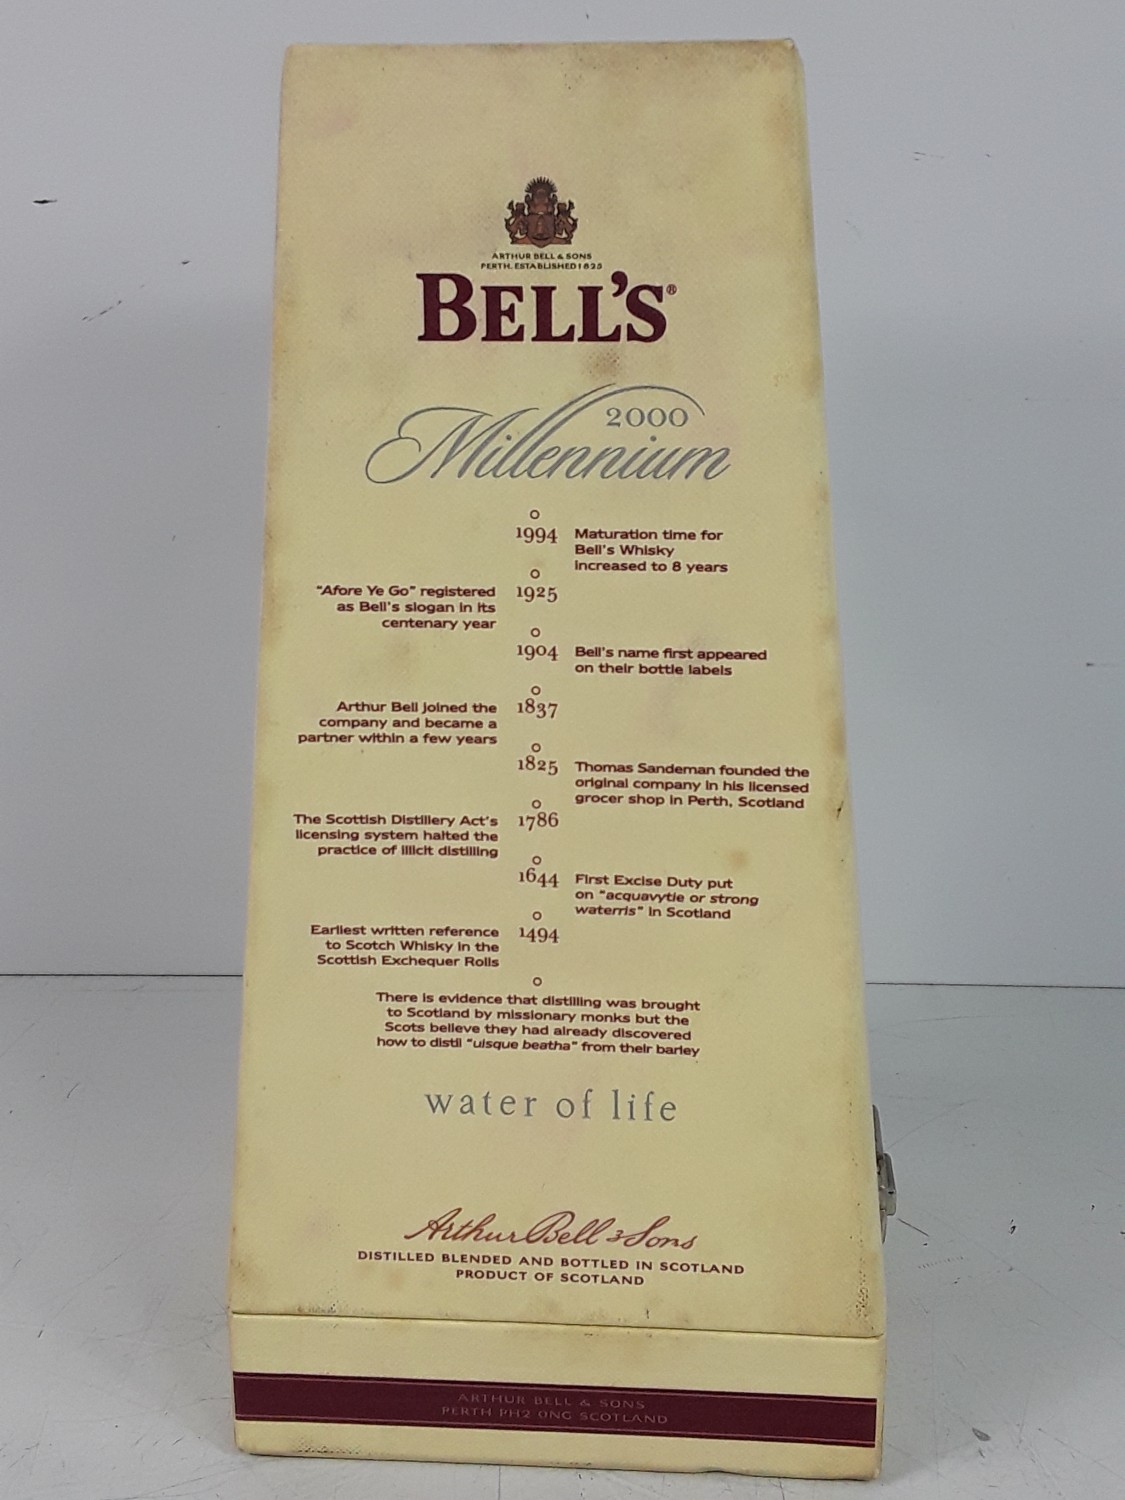 ARTHUR BELL & SONS
PERTH. ESTABLISHED 1825
BELL'S®
2000
Millennium
1994
Maturation time for
Bell's Whisky
increased to 8 years
"Afore Ye Go" registered
as Bell's slogan in its
centenary year
1925
1904
Bell's name first appeared
on their bottle labels
Arthur Bell joined the
company and became a
partner within a few years
1837
1825
Thomas Sandeman founded the
original company in his licensed
grocer shop in Perth, Scotland
The Scottish Distillery Act's
licensing system halted the
practice of illicit distilling
1786
1644
First Excise Duty put
on "acquavytie or strong
waterris" in Scotland
Earliest written reference
to Scotch Whisky in the
Scottish Exchequer Rolls
1494
There is evidence that distilling was brought
to Scotland by missionary monks but the
Scots believe they had already discovered
how to distil "uisque beatha" from their barley
water of life
Arthur Bell & Sons
DISTILLED BLENDED AND BOTTLED IN SCOTLAND
PRODUCT OF SCOTLAND
ARTHUR BELL & SONS
PERTH PH2 0NG SCOTLAND